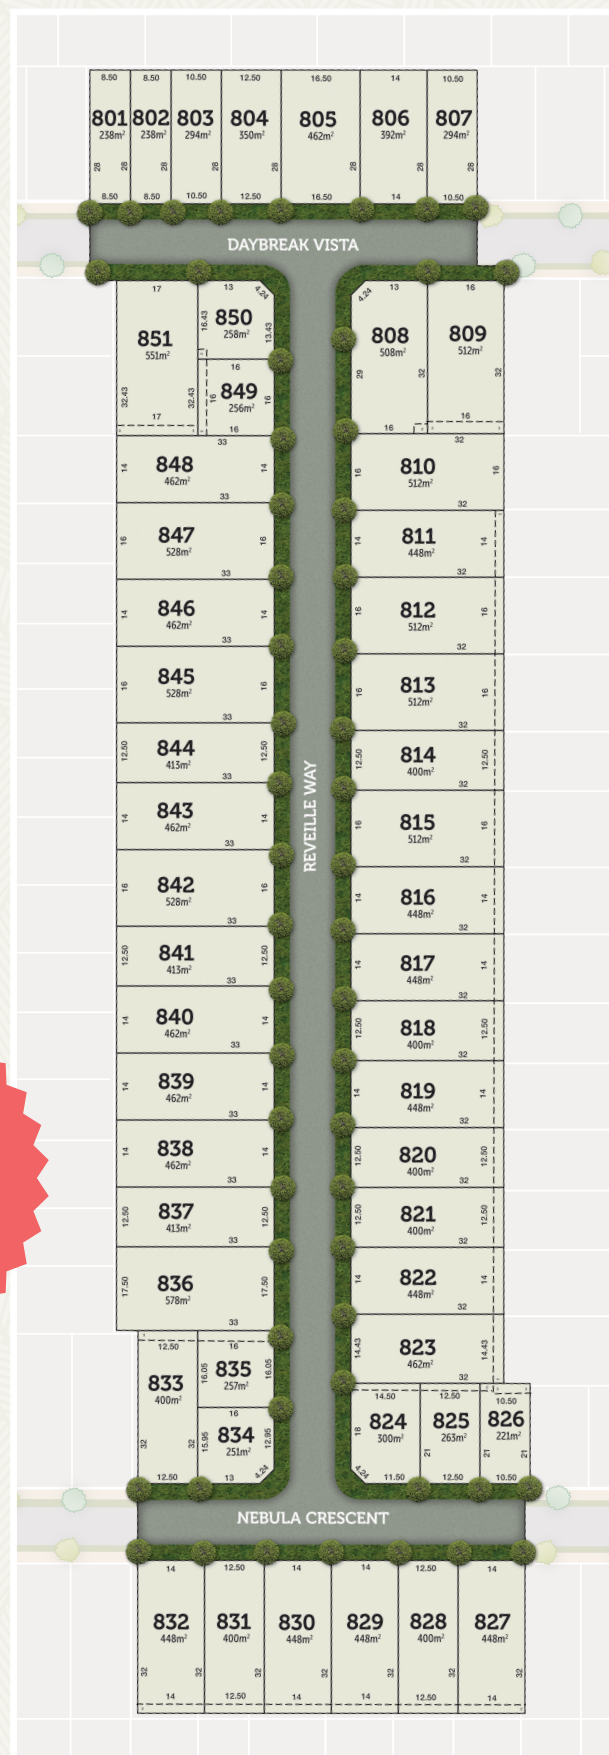 8.50 8.50 10.50 12.50 16.50 14 10.50
801 802 803 804 805 806 807
238m² 238m² 294m² 350m² 462m² 392m² 294m²
28 28 28 28 28 28 28
8.50 8.50 10.50 12.50 16.50 14 10.50
DAYBREAK VISTA
17 13 4.24
851
551m²
32.43 32.43
17
16.43
850
258m²
13.43
16
849
256m²
16 16
16
4.24 13 16
808
508m²
29 32
16
809
512m²
32
16
33
848
462m²
14 14
33
847
528m²
16 16
33
846
462m²
14 14
33
845
528m²
16 16
33
844
413m²
12.50 12.50
33
843
462m²
14 14
33
842
528m²
16 16
33
841
413m²
12.50 12.50
33
840
462m²
14 14
33
839
462m²
14 14
33
838
462m²
14 14
33
837
413m²
12.50 12.50
33
836
578m²
17.50 17.50
33
REVEILLE WAY
32
810
512m²
16 16
32
811
448m²
14 14
32
812
512m²
16 16
32
813
512m²
16 16
32
814
400m²
12.50 12.50
32
815
512m²
16 16
32
816
448m²
14 14
32
817
448m²
14 14
32
818
400m²
12.50 12.50
32
819
448m²
14 14
32
820
400m²
12.50 12.50
32
821
400m²
12.50 12.50
32
822
448m²
14 14
32
823
462m²
14.43 14.43
32
12.50
833
400m²
32 32
12.50
16
835
257m²
16.05 16.05
16
834
251m²
15.95 12.95
13 4.24
14.50 12.50 10.50
824 825 826
300m² 263m² 221m²
18 21 21 21
4.24 11.50 12.50 10.50
NEBULA CRESCENT
14 12.50 14 14 12.50 14
832 831 830 829 828 827
448m² 400m² 448m² 448m² 400m² 448m²
32 32 32 32 32 32 32
14 12.50 14 14 12.50 14